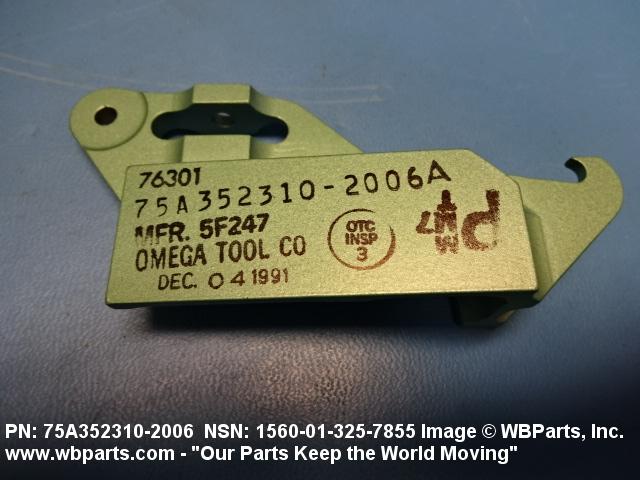 76301
75A352310-2006A
MFR. 5F247
OMEGA TOOL CO
DEC. 04 1991
OTC
INSP
3
PN: 75A352310-2006 NSN: 1560-01-325-7855 Image © WBParts, Inc.
www.wbparts.com - "Our Parts Keep the World Moving"